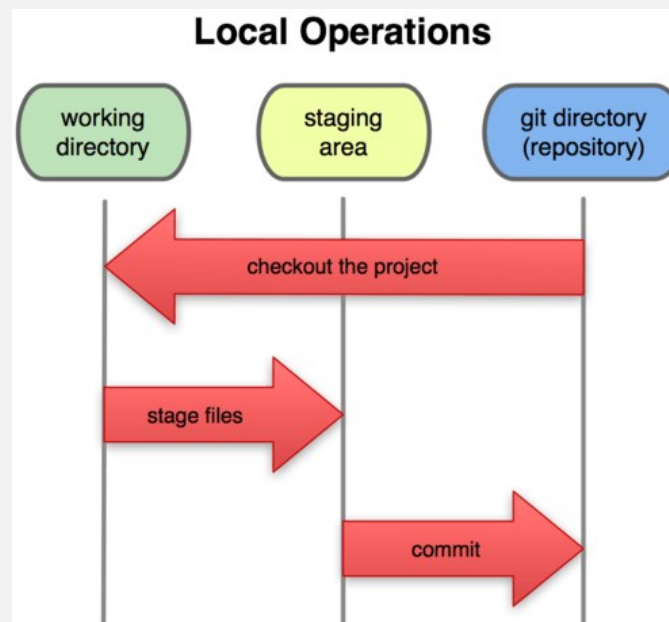 Local Operations
working
directory
staging
area
git directory
(repository)
checkout the project
stage files
commit